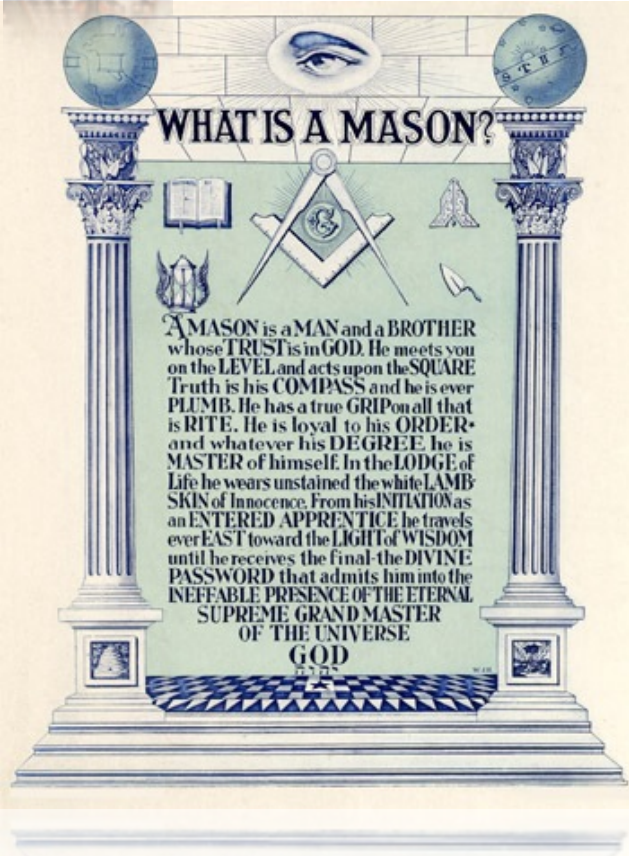 WHAT IS A MASON?
G
A MASON is a MAN and a BROTHER
whose TRUST is in GOD. He meets you
on the LEVEL and acts upon the SQUARE
Truth is his COMPASS and he is ever
PLUMB. He has a true GRIP on all that
is RITE. He is loyal to his ORDER•
and whatever his DEGREE he is
MASTER of himself. In the LODGE of
Life he wears unstained the white LAMB-
SKIN of Innocence. From his INITIATION as
an ENTERED APPRENTICE he travels
ever EAST toward the LIGHT of WISDOM
until he receives the final-the DIVINE
PASSWORD that admits him into the
INEFFABLE PRESENCE OF THE ETERNAL
SUPREME GRAND MASTER
OF THE UNIVERSE
GOD